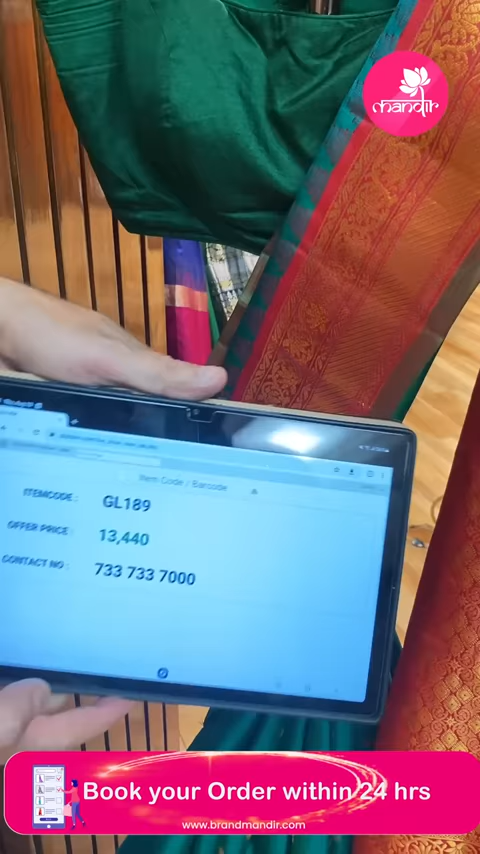 mandir
Item Code / Barcode
ITEMCODE : GL189
OFFER PRICE : 13,440
CONTACT NO : 733 733 7000
Book your Order within 24 hrs
www.brandmandir.com